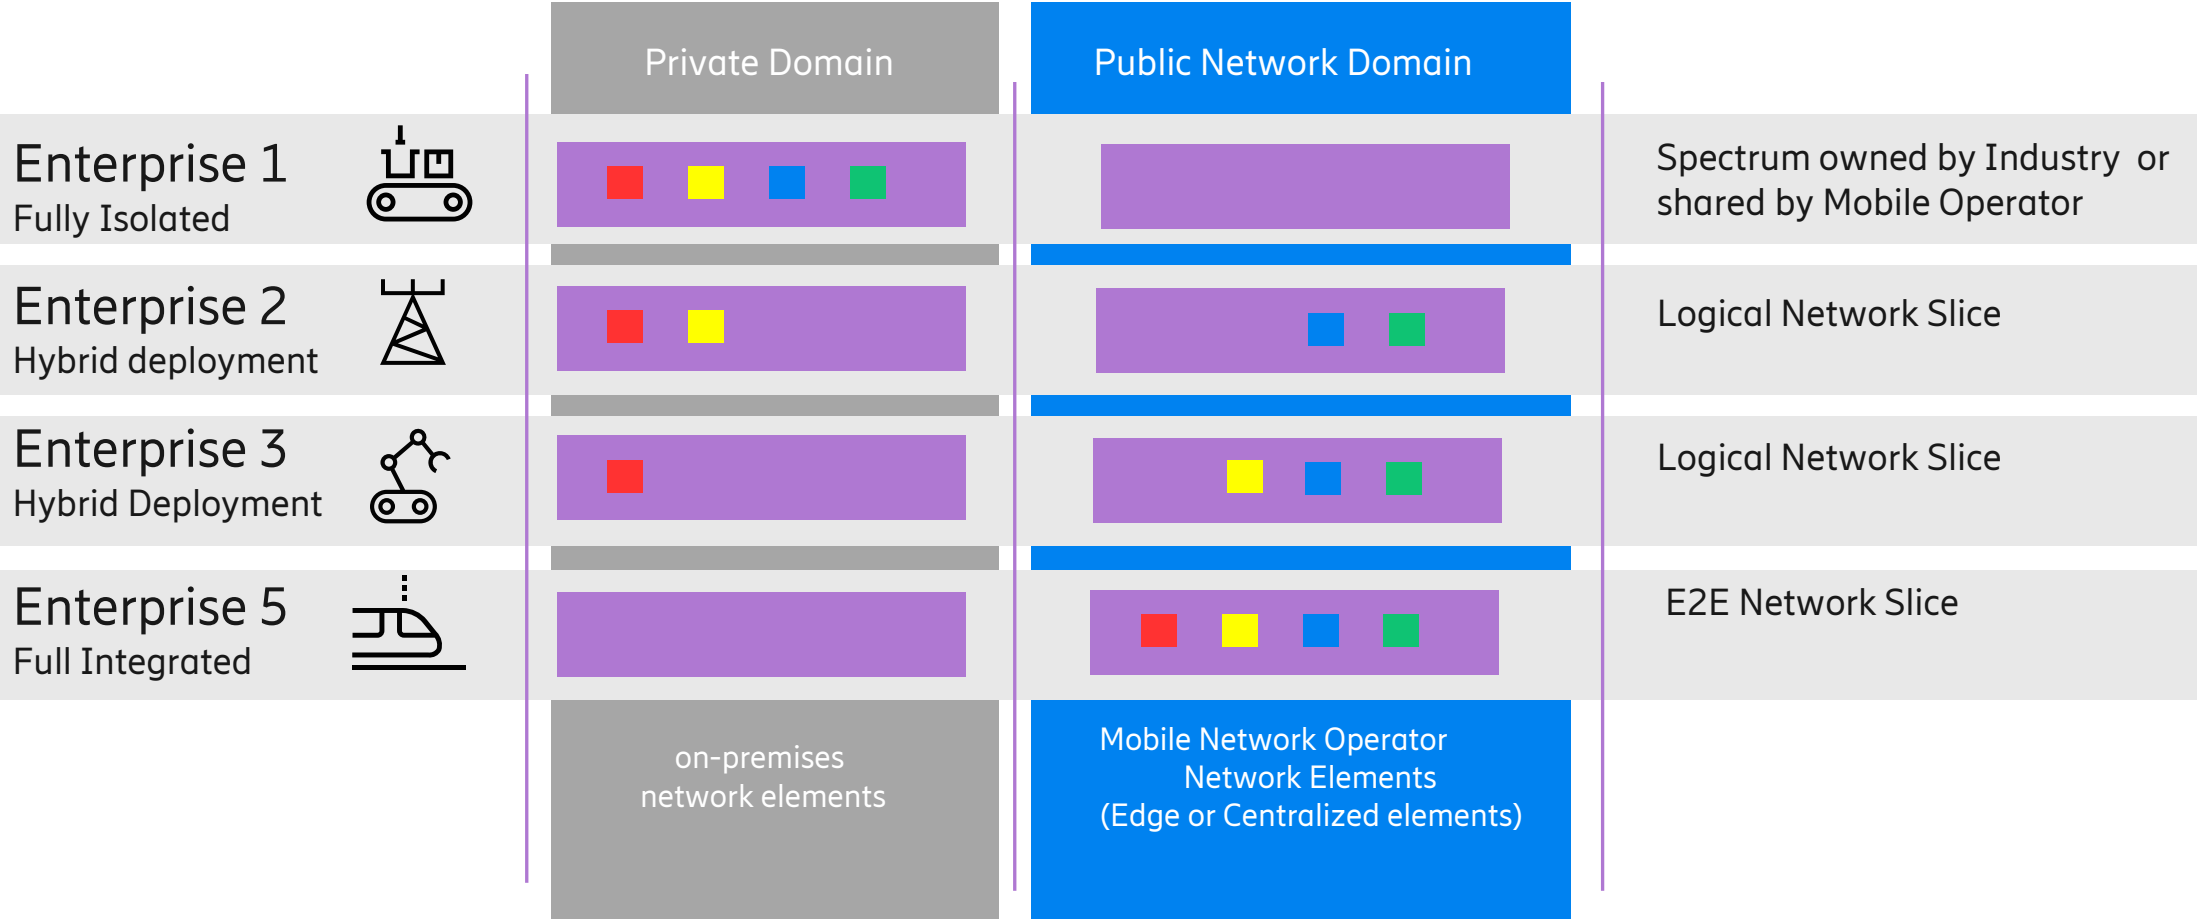 Private Domain
Public Network Domain
Enterprise 1
Fully Isolated
Spectrum owned by Industry or
shared by Mobile Operator
Enterprise 2
Hybrid deployment
Logical Network Slice
Enterprise 3
Hybrid Deployment
Logical Network Slice
Enterprise 5
Full Integrated
E2E Network Slice
on-premises
network elements
Mobile Network Operator
Network Elements
(Edge or Centralized elements)